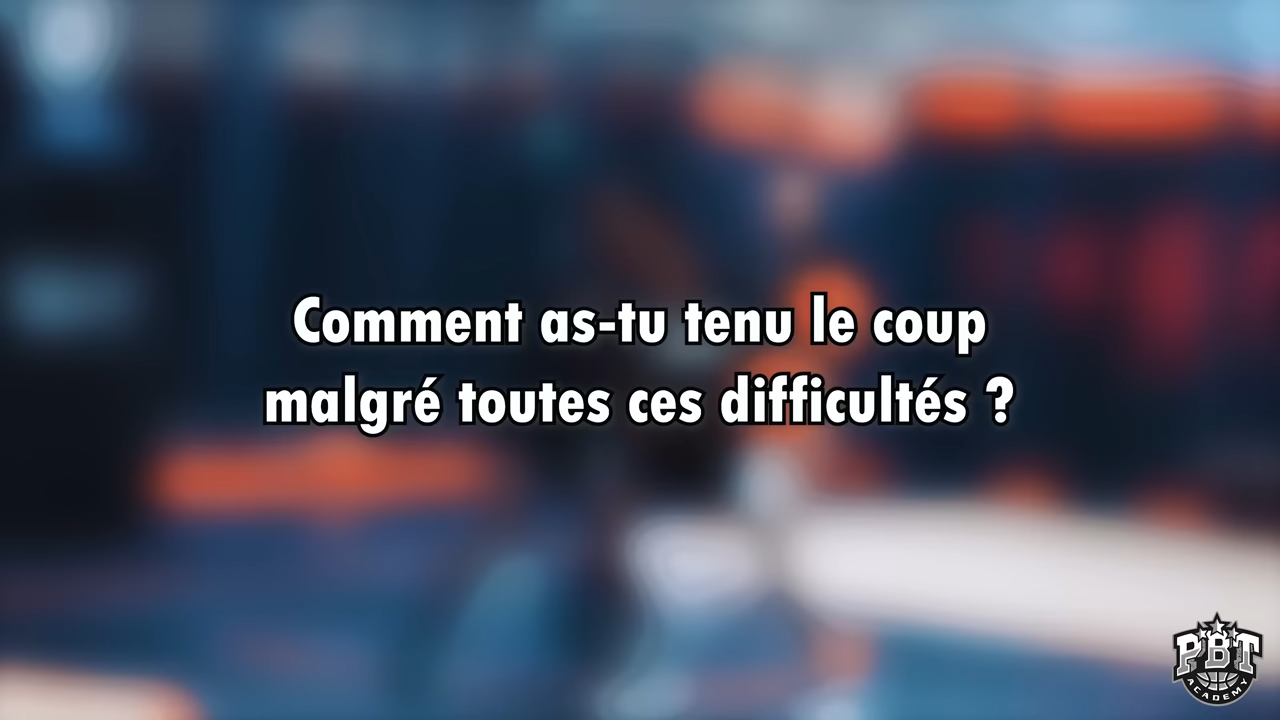 Comment as-tu tenu le coup
malgré toutes ces difficultés ?
PBT
ACADEMY